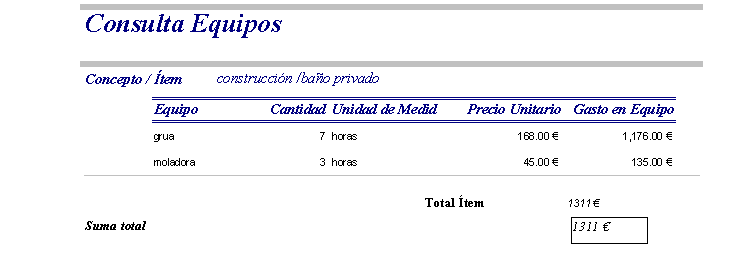 Consulta Equipos
Concepto / Ítem construcción /baño privado
Equipo Cantidad Unidad de Medid Precio Unitario Gasto en Equipo
grua 7 horas 168.00 € 1,176.00 €
moladora 3 horas 45.00 € 135.00 €
Total Ítem 1311 €
Suma total 1311 €